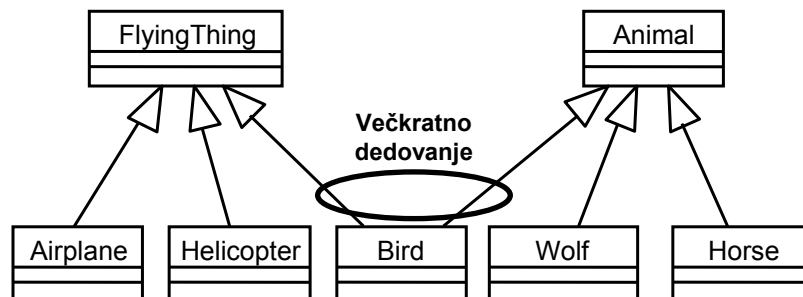 FlyingThing
Animal
Večkratno
dedovanje
Airplane
Helicopter
Bird
Wolf
Horse